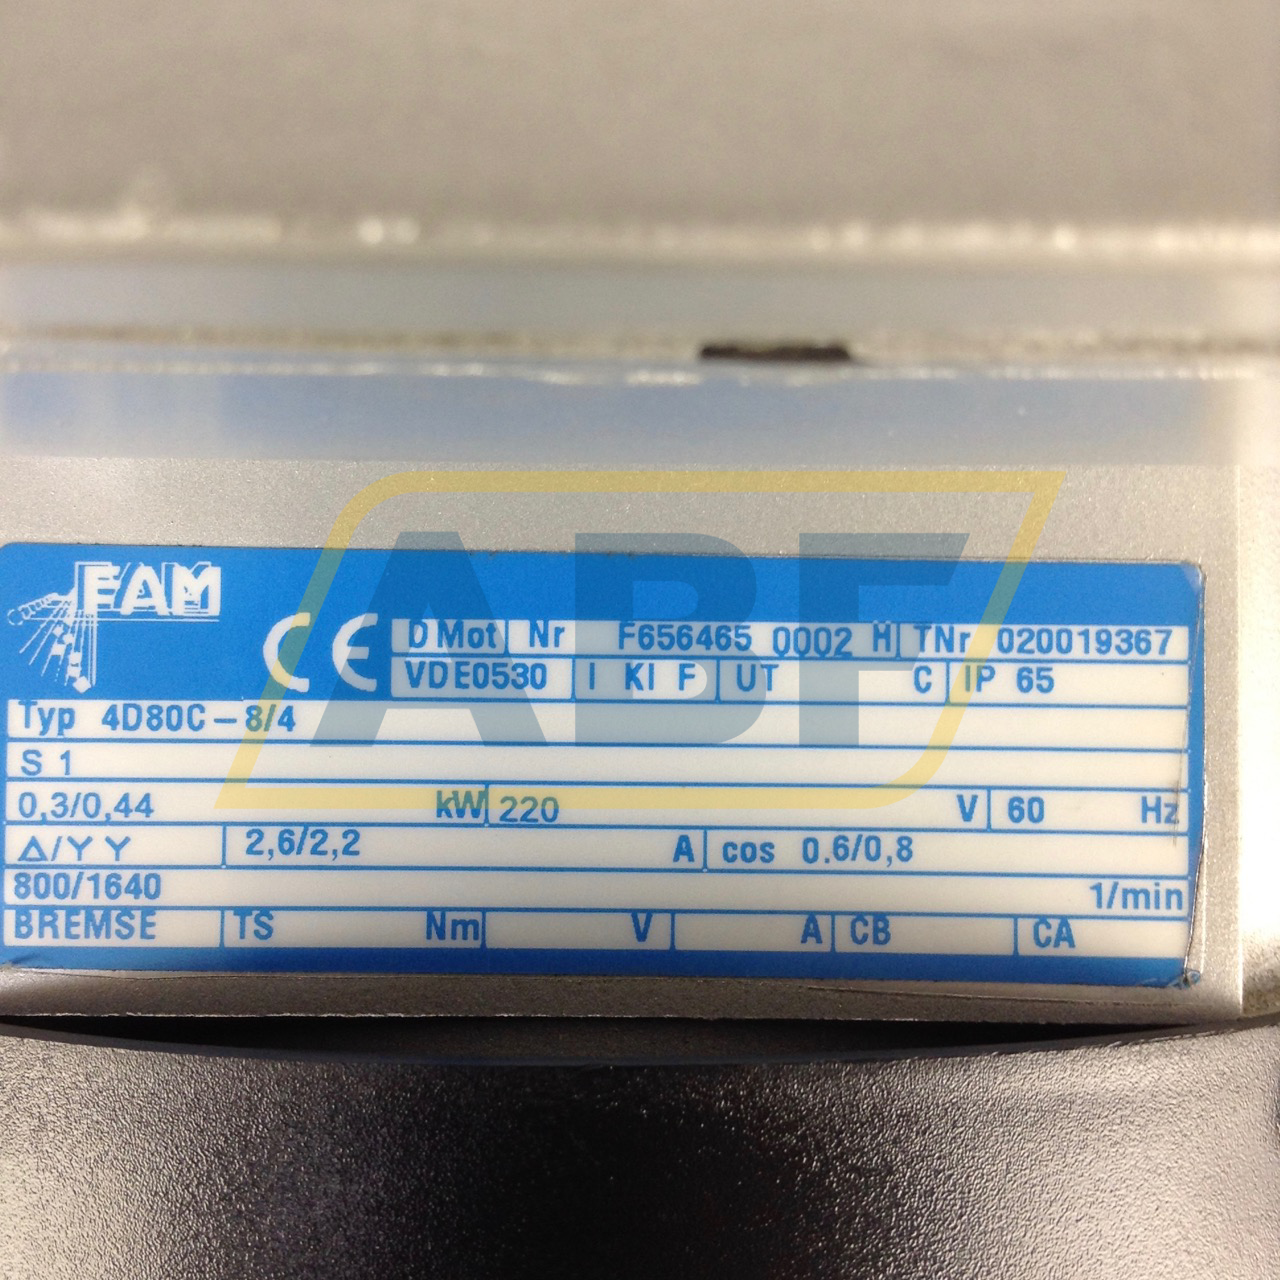 FAM
CE D Mot Nr F656465 0002 H TNr 020019367
VDE0530 I KI F UT C IP 65
Typ 4D80C-8/4
S 1
0,3/0,44 kW 220 V 60 Hz
Δ/Y Y 2,6/2,2 A cos 0.6/0,8
800/1640 1/min
BREMSE TS Nm V A CB CA
ABF